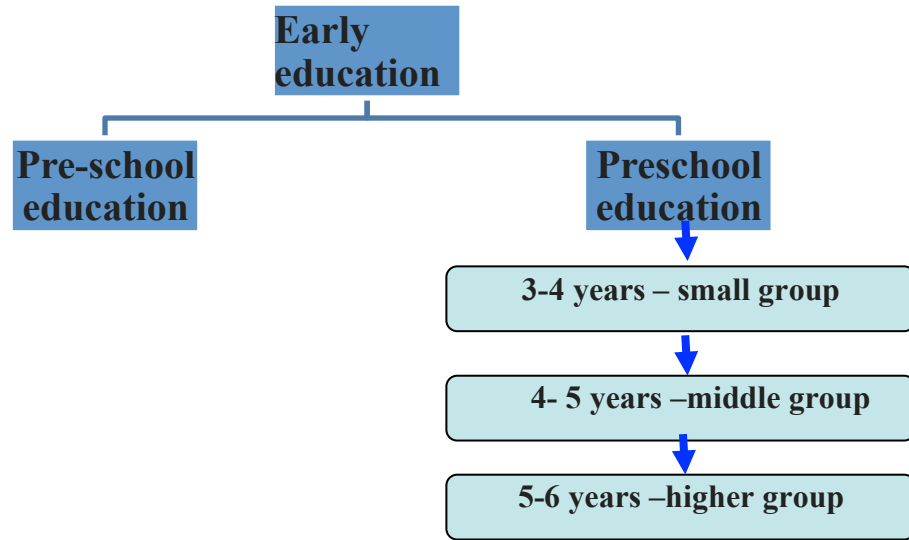 Early
education
Pre-school
education
Preschool
education
3-4 years – small group
4- 5 years –middle group
5-6 years –higher group